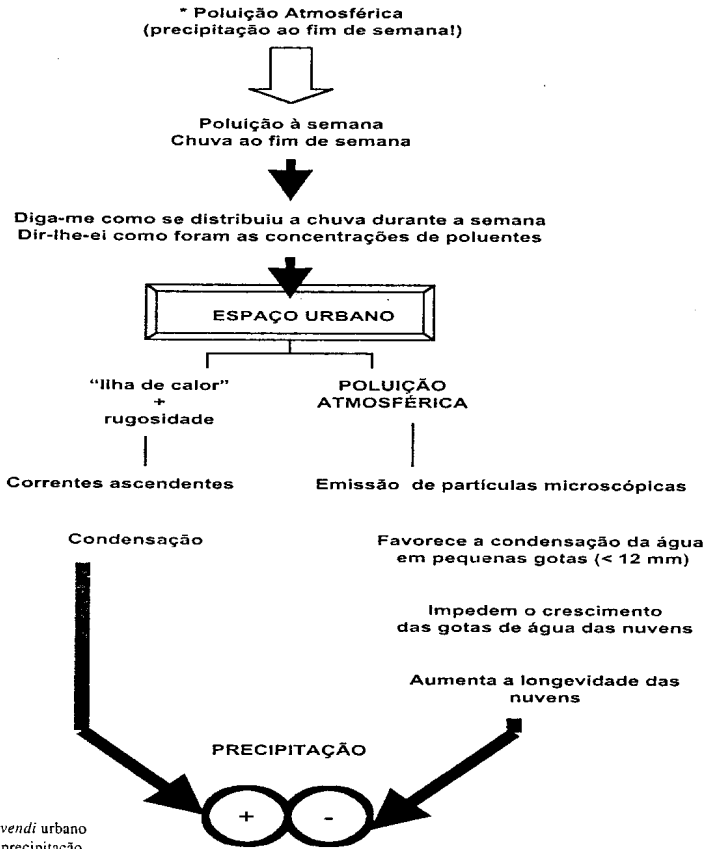 * Poluição Atmosférica
(precipitação ao fim de semana!)
Poluição à semana
Chuva ao fim de semana
Diga-me como se distribuiu a chuva durante a semana
Dir-lhe-ei como foram as concentrações de poluentes
ESPAÇO URBANO
“Ilha de calor”
+
rugosidade
POLUIÇÃO
ATMOSFÉRICA
Correntes ascendentes
Emissão de partículas microscópicas
Condensação
Favorece a condensação da água
em pequenas gotas (< 12 mm)
Impedem o crescimento
das gotas de água das nuvens
Aumenta a longevidade das
nuvens
PRECIPITAÇÃO
+ -
vendi urbano
precipitação